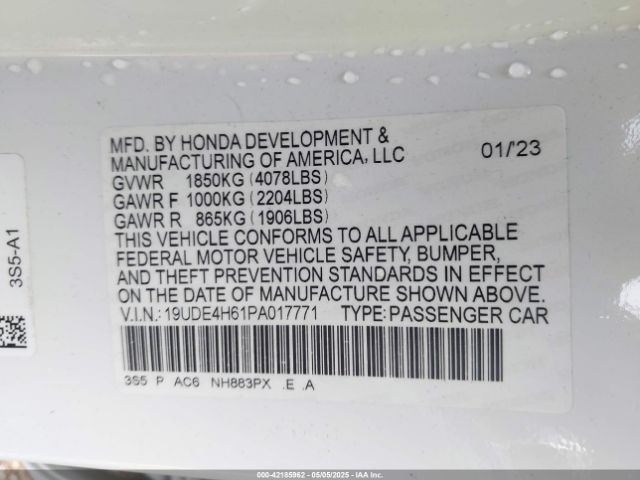 MFD. BY HONDA DEVELOPMENT &
MANUFACTURING OF AMERICA, LLC 01/'23
GVWR 1850KG (4078LBS)
GAWR F 1000KG (2204LBS)
GAWR R 865KG (1906LBS)
THIS VEHICLE CONFORMS TO ALL APPLICABLE
FEDERAL MOTOR VEHICLE SAFETY, BUMPER,
AND THEFT PREVENTION STANDARDS IN EFFECT
ON THE DATE OF MANUFACTURE SHOWN ABOVE.
V.I.N.: 19UDE4H61PA017771 TYPE: PASSENGER CAR
3S5 P AC6 NH883PX .E .A
3S5-A1
000-42185962 - 05/05/2025 - IAAI.COM